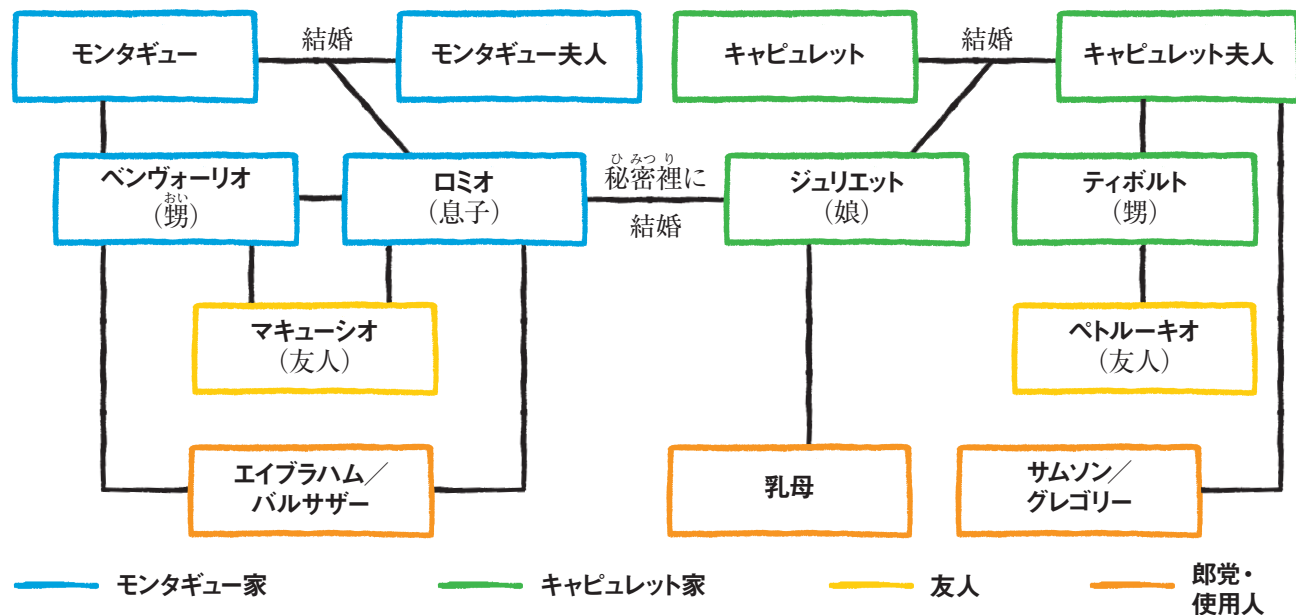 モンタギュー
結婚
モンタギュー夫人
キャピュレット
結婚
キャピュレット夫人
ベンヴォーリオ
おい
（甥）
ロミオ
（息子）
ひみつり
秘密裡に
結婚
ジュリエット
（娘）
ティボルト
（甥）
マキューシオ
（友人）
ペトルーキオ
（友人）
エイブラハム／
バルサザー
乳母
サムソン／
グレゴリー
モンタギュー家
キャピュレット家
友人
郎党・
使用人